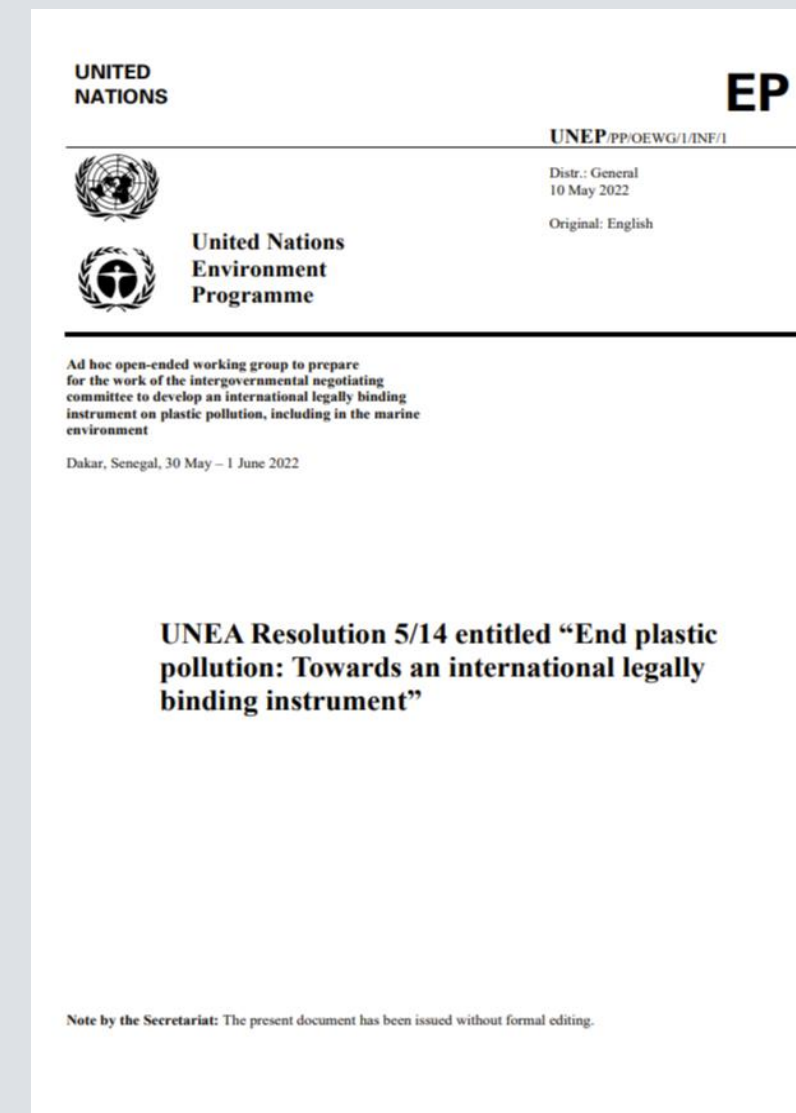 UNITED
NATIONS
EP
UNEP/PP/OEWG/1/INF/1
Distr.: General
10 May 2022
Original: English
United Nations
Environment
Programme
Ad hoc open-ended working group to prepare
for the work of the intergovernmental negotiating
committee to develop an international legally binding
instrument on plastic pollution, including in the marine
environment
Dakar, Senegal, 30 May – 1 June 2022
UNEA Resolution 5/14 entitled “End plastic
pollution: Towards an international legally
binding instrument”
Note by the Secretariat: The present document has been issued without formal editing.